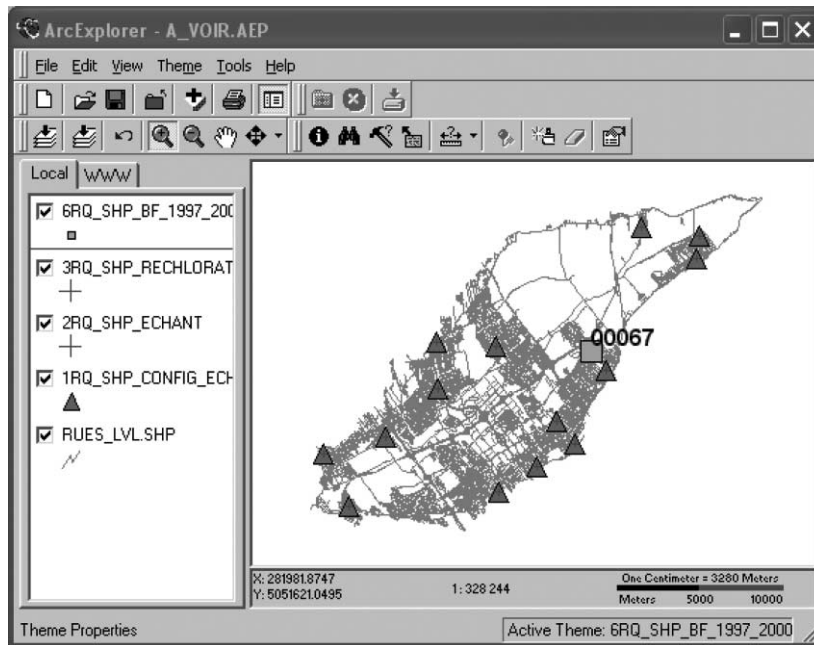 ArcExplorer - A_VOIR.AEP
File Edit View Theme Tools Help
Local WWW
6RQ_SHP_BF_1997_200
3RQ_SHP_RECHLORAT
2RQ_SHP_ECHANT
1RQ_SHP_CONFIG_ECH
RUES_LVL.SHP
00067
X: 281981.8747
Y: 5051621.0495
1: 328 244
One Centimeter = 3280 Meters
Meters 5000 10000
Theme Properties
Active Theme: 6RQ_SHP_BF_1997_2000